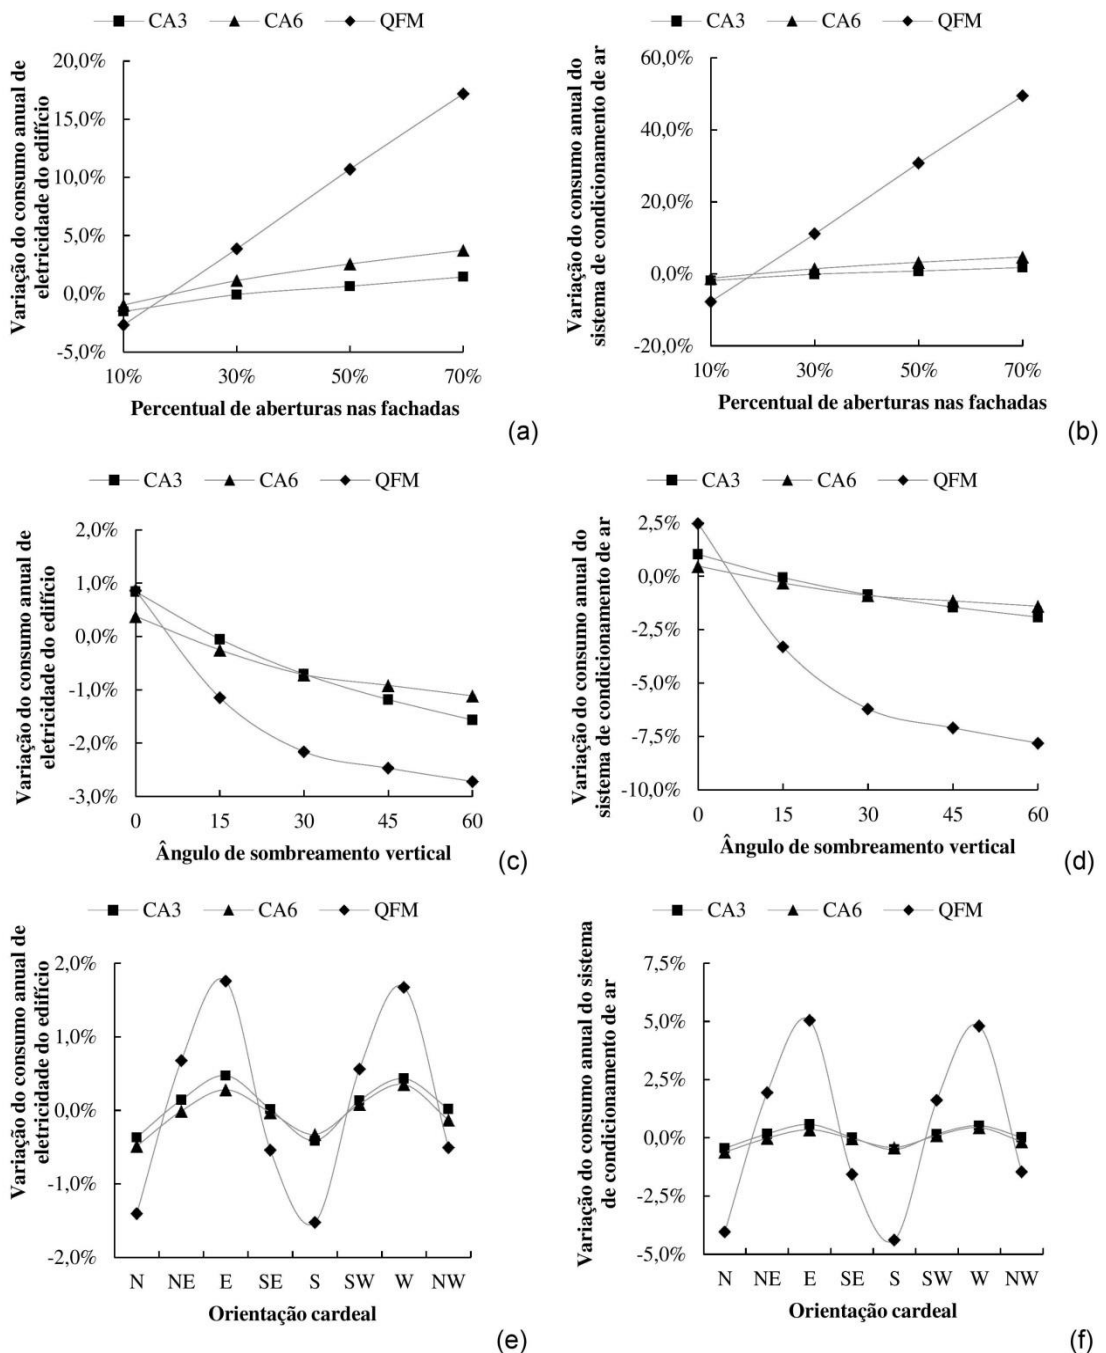 CA3 CA6 QFM
Variação do consumo anual de
eletricidade do edifício
20,0%
15,0%
10,0%
5,0%
0,0%
-5,0%
10% 30% 50% 70%
Percentual de aberturas nas fachadas
(a)
CA3 CA6 QFM
Variação do consumo anual do
sistema de condicionamento de ar
60,0%
40,0%
20,0%
0,0%
-20,0%
10% 30% 50% 70%
Percentual de aberturas nas fachadas
(b)
CA3 CA6 QFM
Variação do consumo anual de
eletricidade do edifício
2,0%
1,0%
0,0%
-1,0%
-2,0%
-3,0%
0 15 30 45 60
Ângulo de sombreamento vertical
(c)
CA3 CA6 QFM
Variação do consumo anual do
sistema de condicionamento de ar
2,5%
0,0%
-2,5%
-5,0%
-7,5%
-10,0%
0 15 30 45 60
Ângulo de sombreamento vertical
(d)
CA3 CA6 QFM
Variação do consumo anual de
eletricidade do edifício
2,0%
1,0%
0,0%
-1,0%
-2,0%
N NE E SE S SW W NW
Orientação cardeal
(e)
CA3 CA6 QFM
Variação do consumo anual do sistema
de condicionamento de ar
7,5%
5,0%
2,5%
0,0%
-2,5%
-5,0%
N NE E SE S SW W NW
Orientação cardeal
(f)